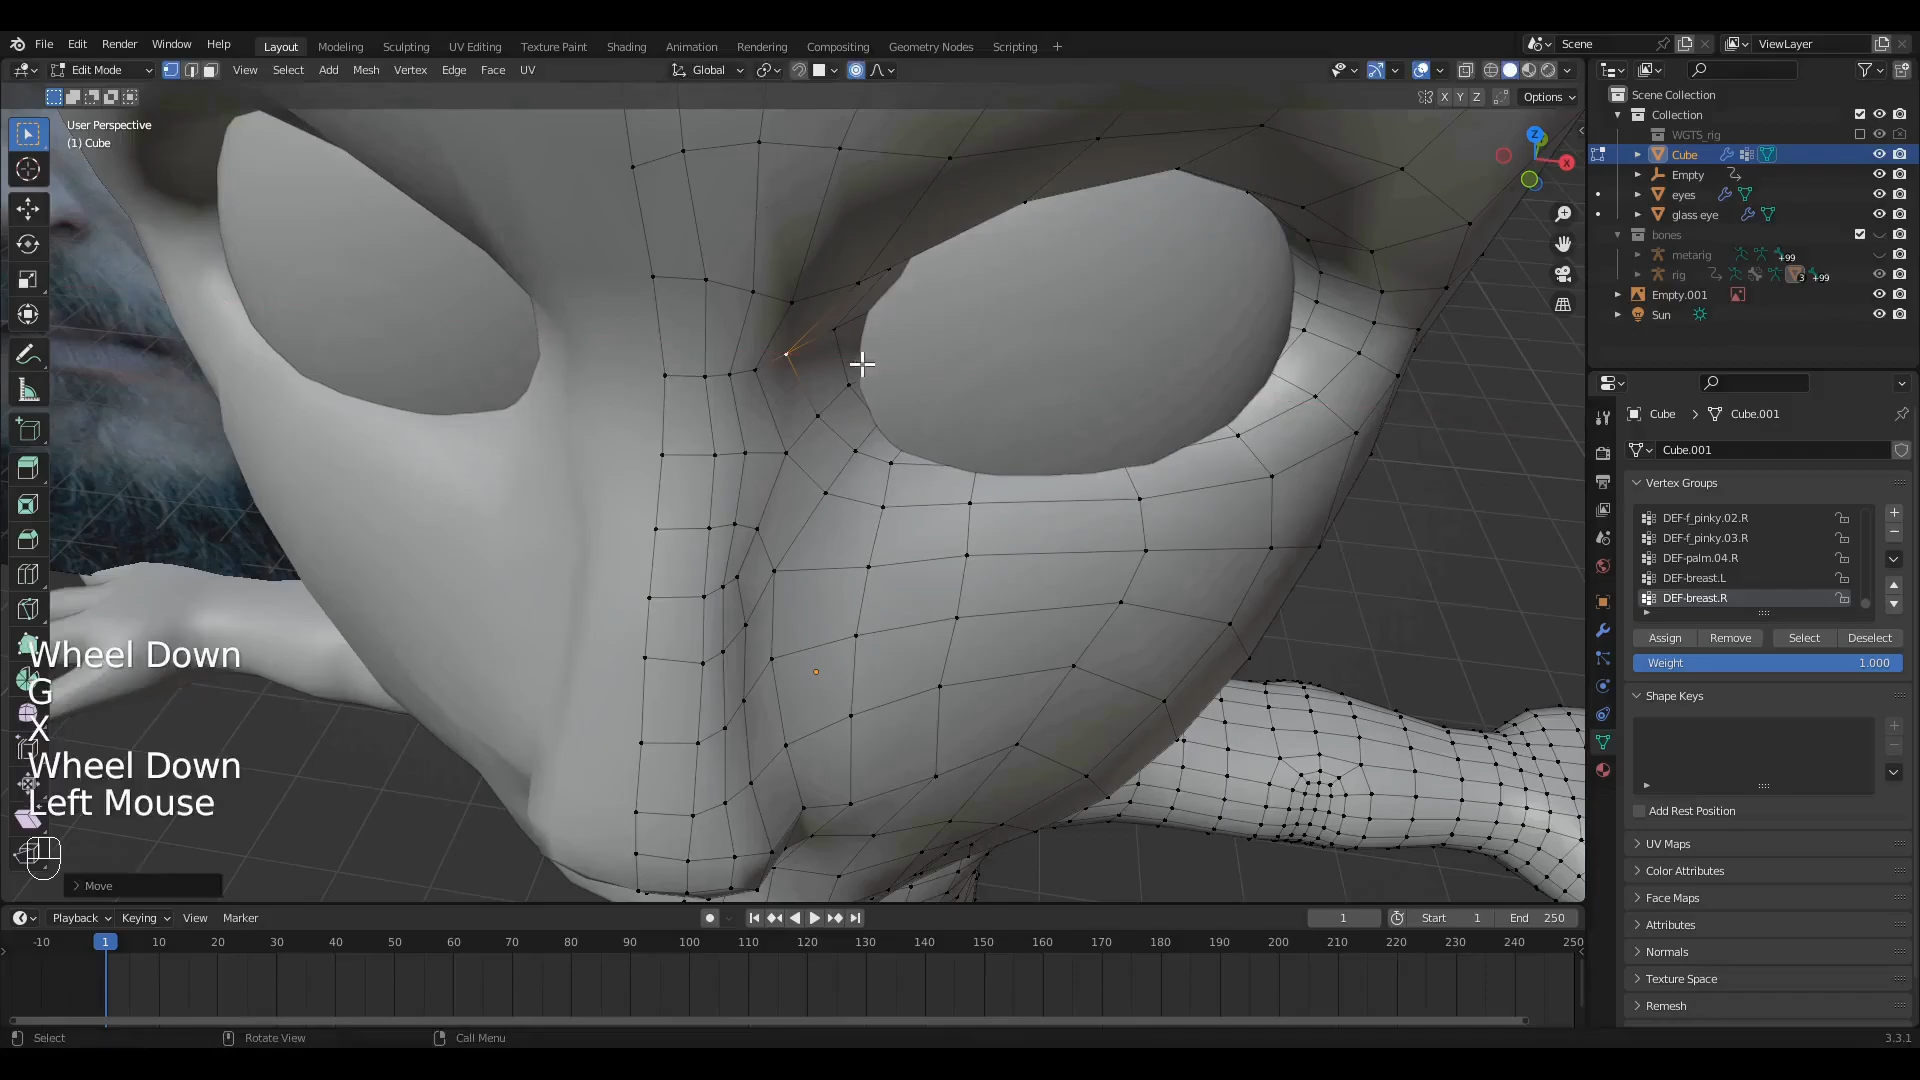 File Edit Render Window Help Layout Modeling Sculpting UV Editing Texture Paint Shading Animation Rendering Compositing Geometry Nodes Scripting + Scene ViewLayer
Edit Mode View Select Add Mesh Vertex Edge Face UV Global
X Y Z Options
User Perspective
(1) Cube
Z
X
Scene Collection
Collection
WGTS_rig
Cube
Empty
eyes
glass eye
bones
metarig +99
rig 3 +99
Empty.001
Sun
Cube > Cube.001
Cube.001
Vertex Groups
DEF-f_pinky.02.R
DEF-f_pinky.03.R
DEF-palm.04.R
DEF-breast.L
DEF-breast.R
Assign Remove Select Deselect
Weight 1.000
Shape Keys
Add Rest Position
UV Maps
Color Attributes
Face Maps
Attributes
Normals
Texture Space
Remesh
Wheel Down
G
X
Wheel Down
Left Mouse
Move
Playback Keying View Marker 1 Start 1 End 250
-10 1 10 20 30 40 50 60 70 80 90 100 110 120 130 140 150 160 170 180 190 200 210 220 230 240 250
Select Rotate View Call Menu 3.3.1